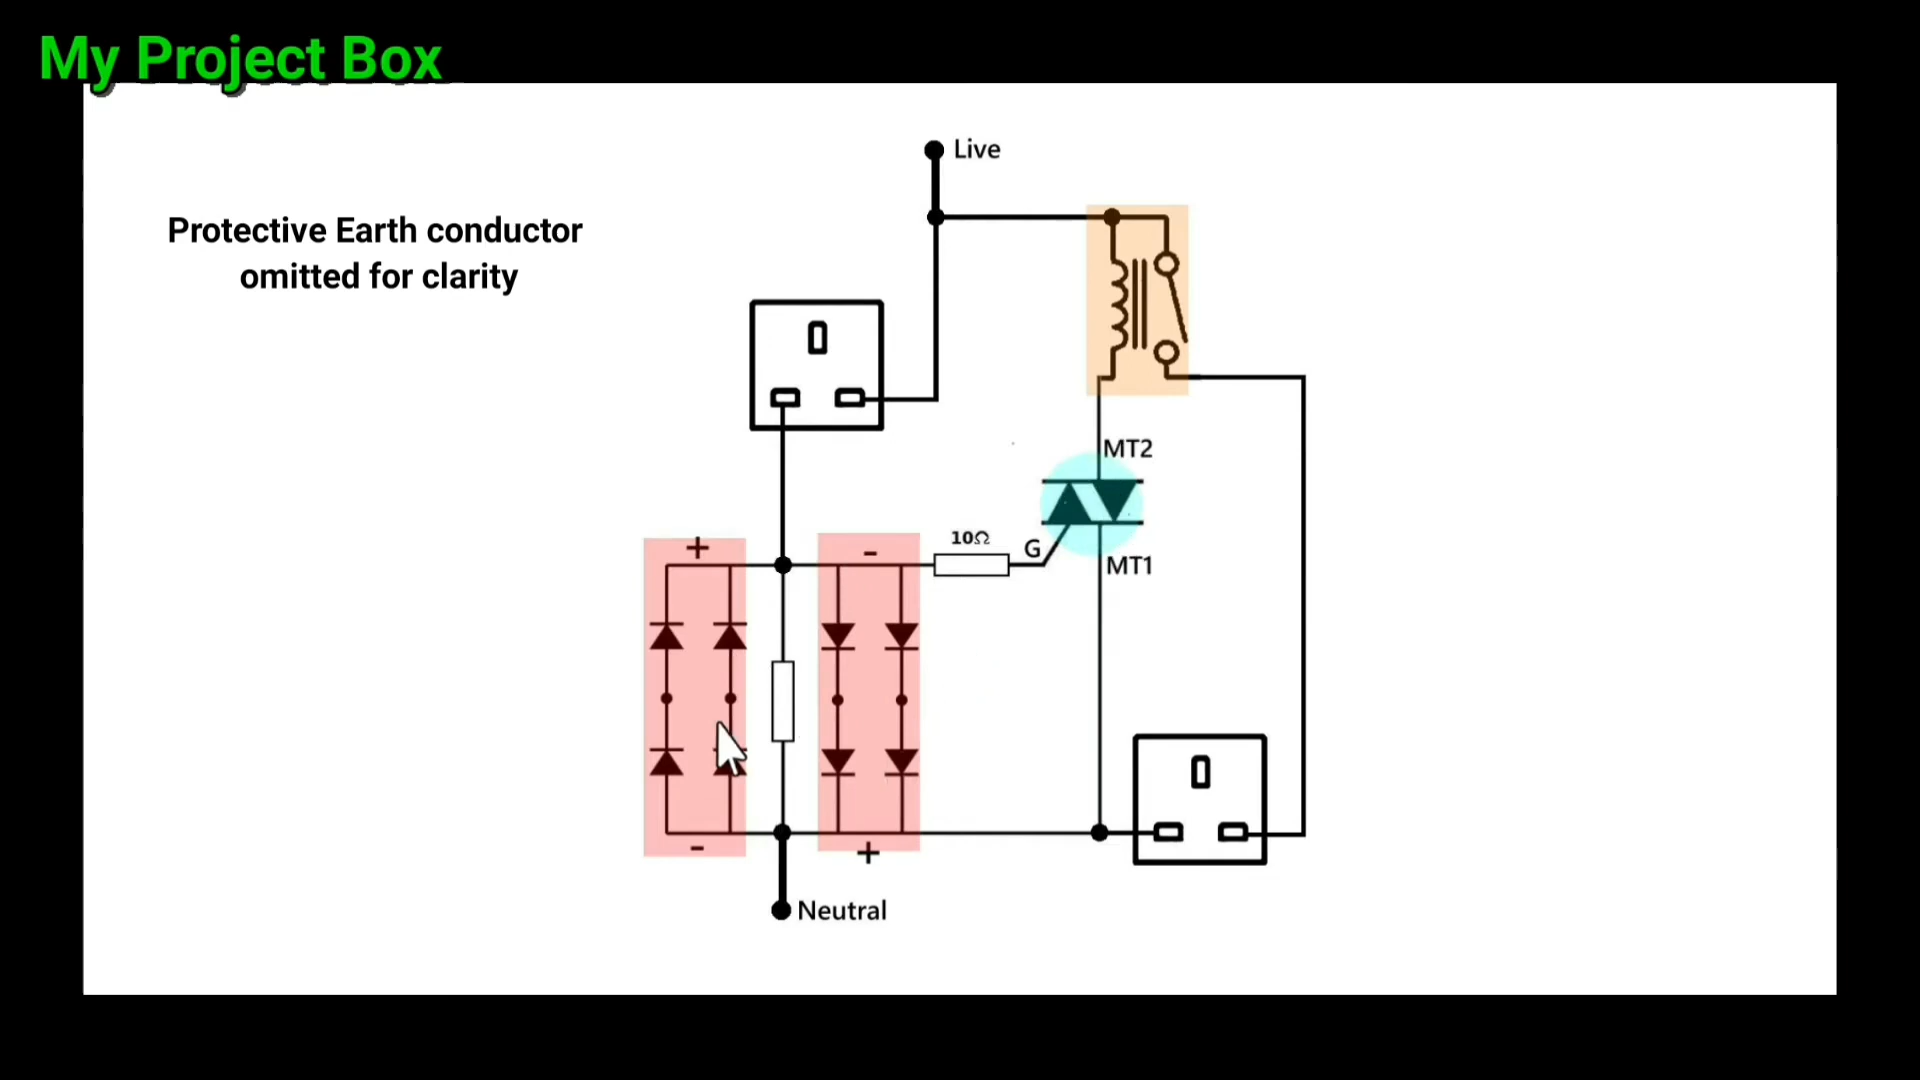 My Project Box
Live
Protective Earth conductor
omitted for clarity
MT2
10Ω
G
MT1
+
-
-
+
Neutral